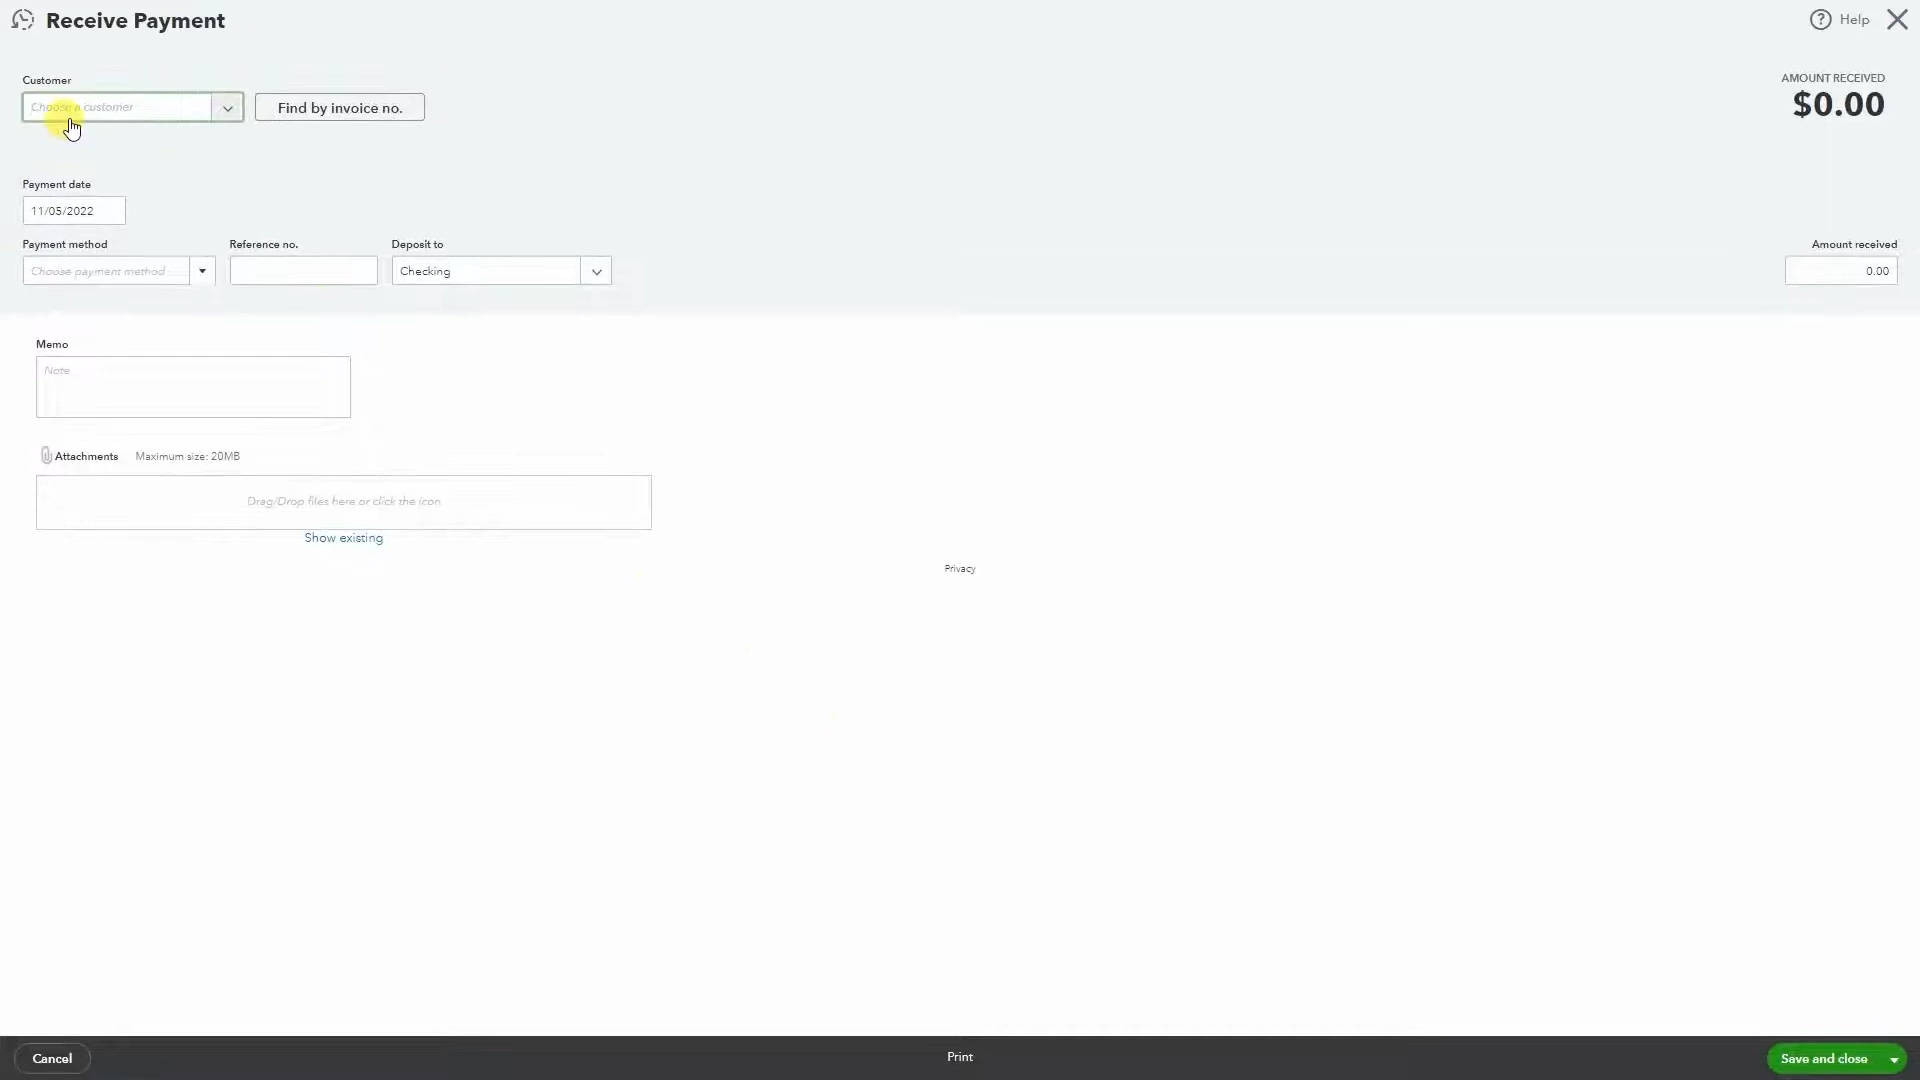 Receive Payment
Help
Customer
Choose a customer
Find by invoice no.
AMOUNT RECEIVED
$0.00
Payment date
11/05/2022
Payment method
Reference no.
Deposit to
Amount received
Choose payment method
Checking
0.00
Memo
Note
Attachments Maximum size: 20MB
Drag/Drop files here or click the icon
Show existing
Privacy
Cancel
Print
Save and close